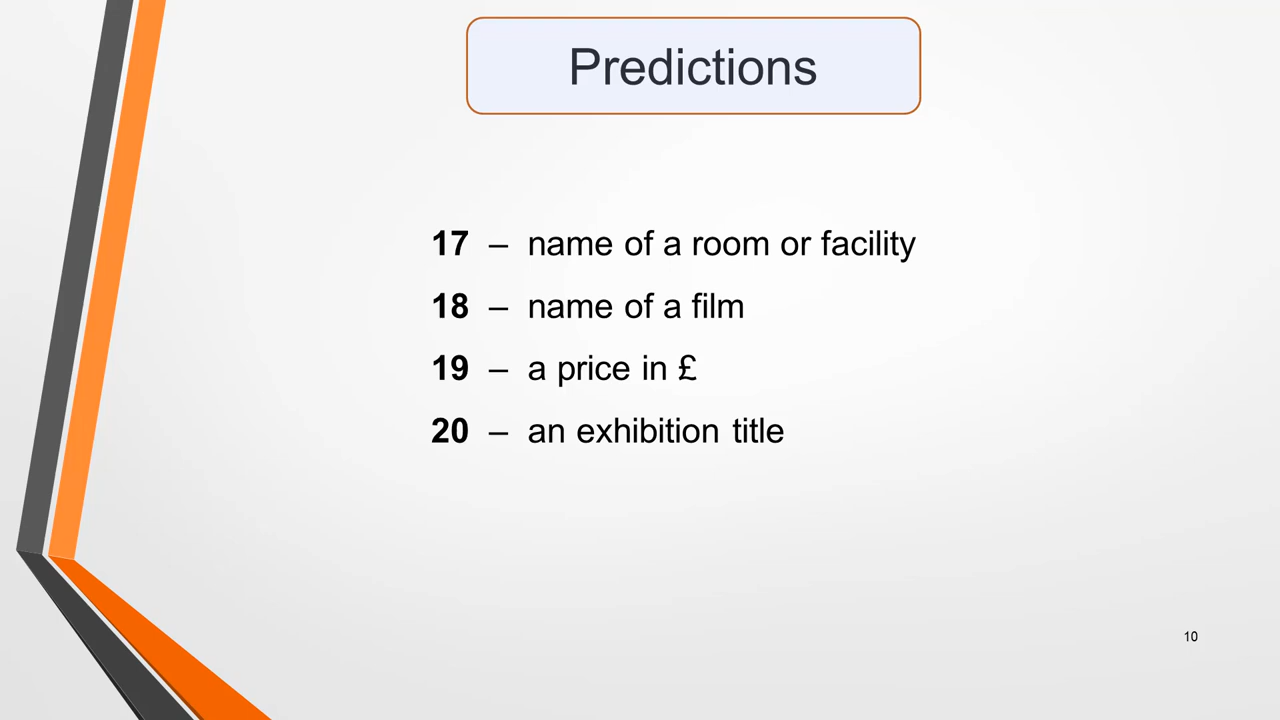 Predictions
17 – name of a room or facility
18 – name of a film
19 – a price in £
20 – an exhibition title
10